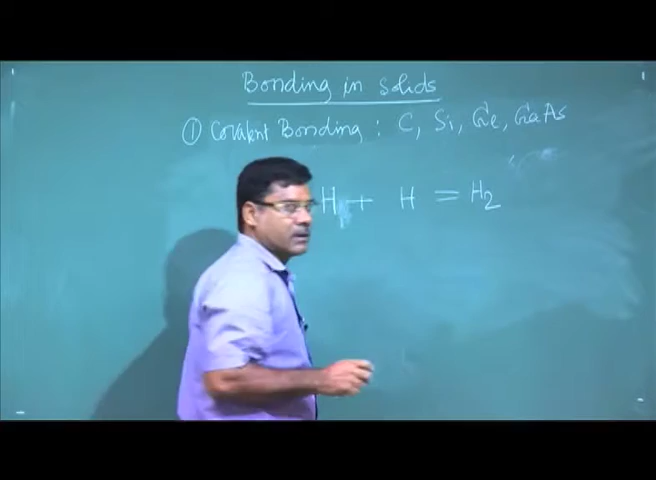 Bonding in solids
① Covalent Bonding : C, Si, Ge, GaAs
H + H = H2